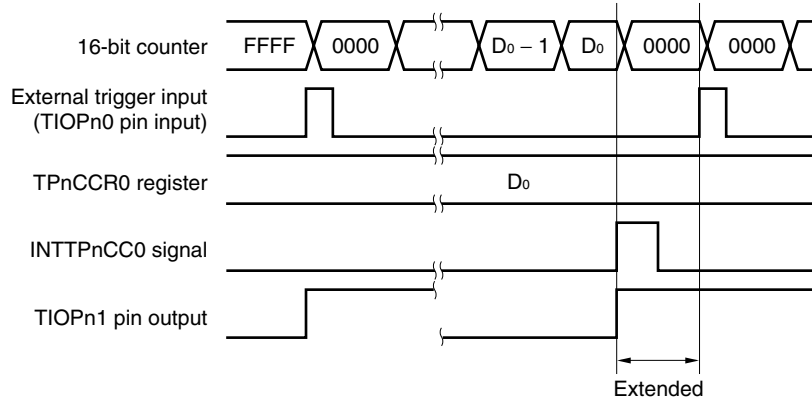 16-bit counter FFFF 0000 D0 − 1 D0 0000 0000
External trigger input
(TIOPn0 pin input)
TPnCCR0 register D0
INTTPnCC0 signal
TIOPn1 pin output
Extended